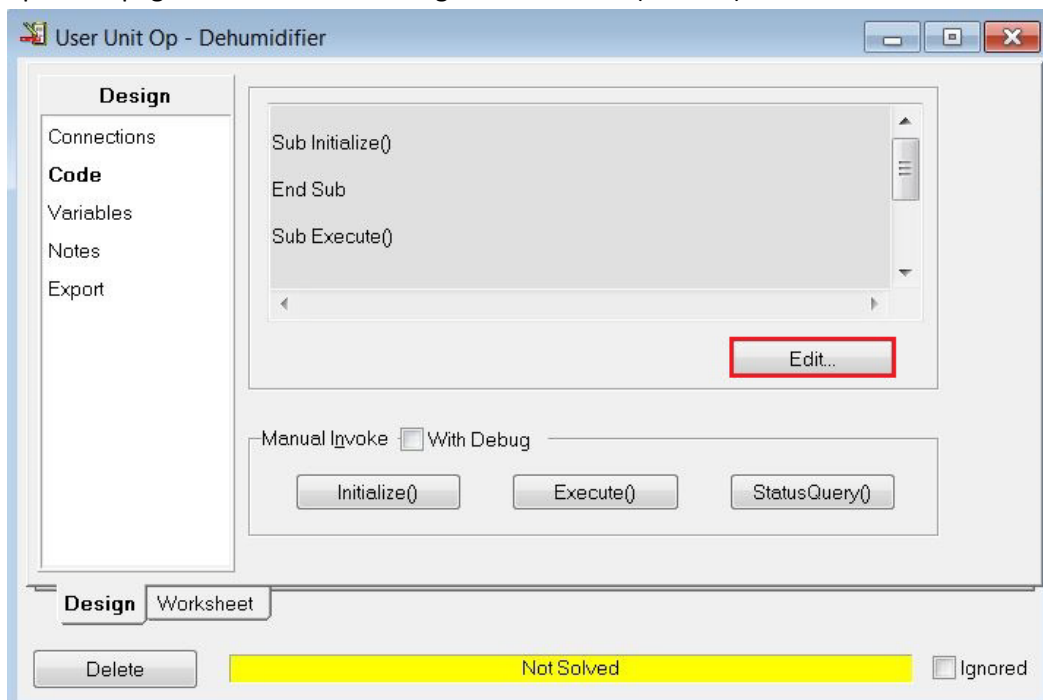 User Unit Op - Dehumidifier
Design
Connections
Code
Variables
Notes
Export
Sub Initialize()
End Sub
Sub Execute()
Edit...
Manual Invoke With Debug
Initialize() Execute() StatusQuery()
Design Worksheet
Delete Not Solved Ignored